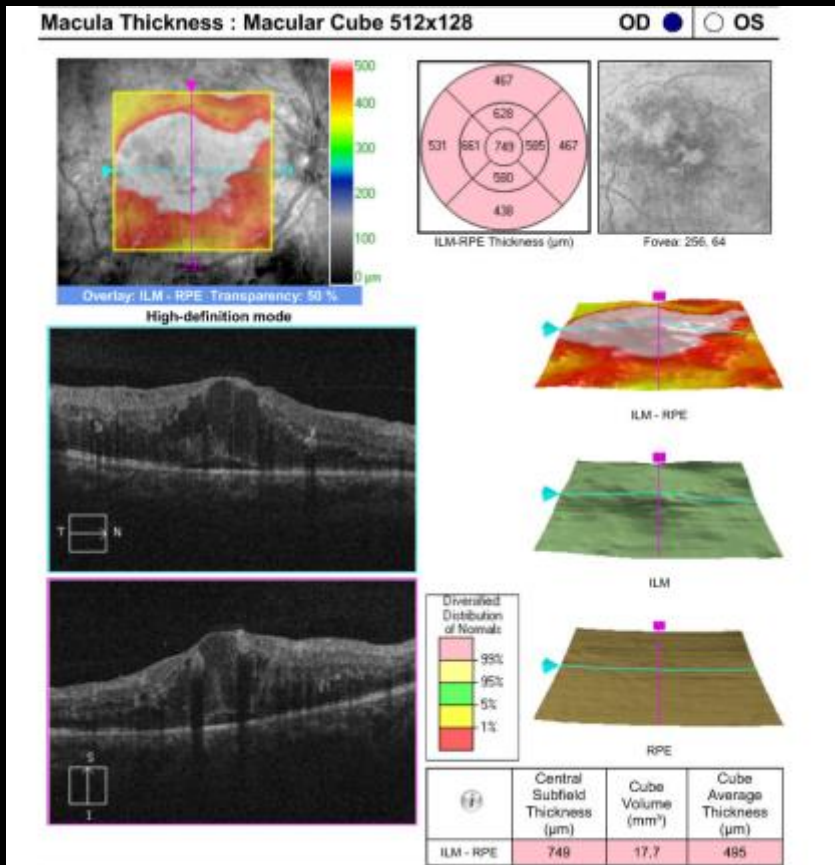 Macula Thickness : Macular Cube 512x128 OD OS
500
400
300
200
100
0 µm
Overlay: ILM - RPE Transparency: 50 %
467
628
531 661 749 585 467
580
438
ILM-RPE Thickness (µm)
Fovea: 256, 64
High-definition mode
T N
S
I
ILM - RPE
ILM
RPE
Diversified
Distribution
of Normals
99%
95%
5%
1%
Central Subfield Thickness (µm)
Cube Volume (mm³)
Cube Average Thickness (µm)
ILM - RPE 749 17,7 495